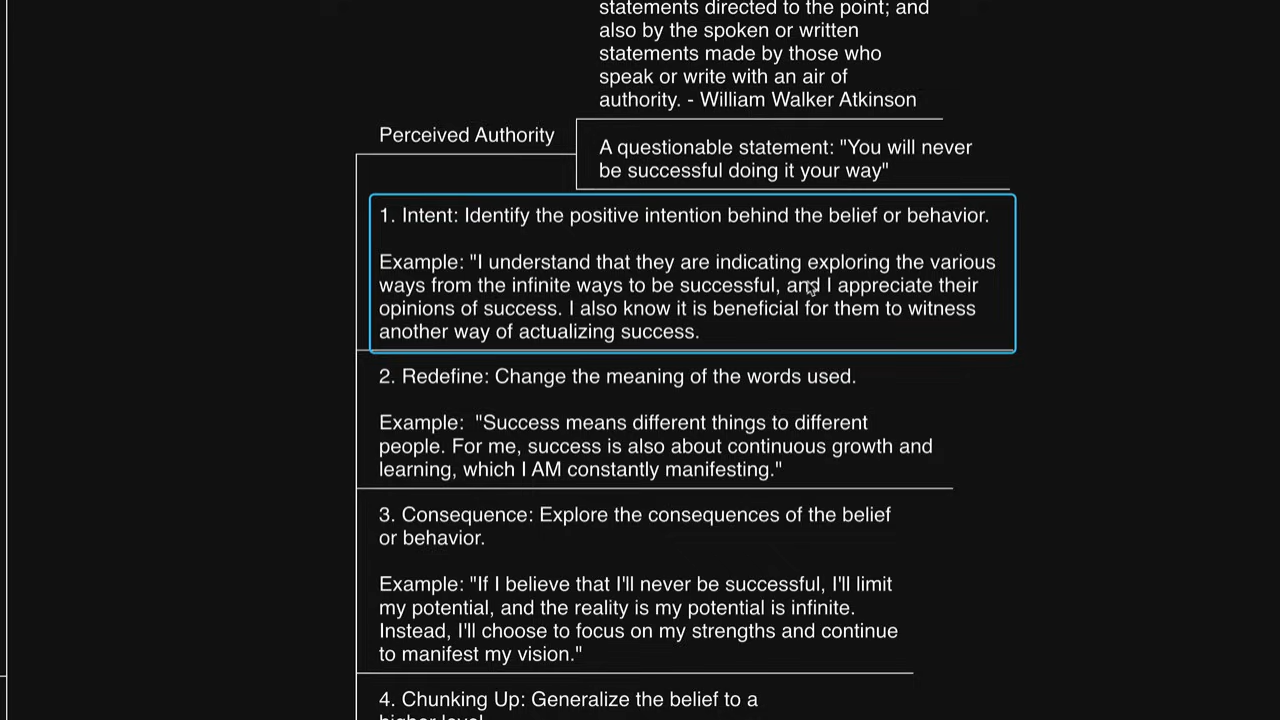 statements directed to the point; and
also by the spoken or written
statements made by those who
speak or write with an air of
authority. - William Walker Atkinson
Perceived Authority
A questionable statement: "You will never
be successful doing it your way"
1. Intent: Identify the positive intention behind the belief or behavior.
Example: "I understand that they are indicating exploring the various
ways from the infinite ways to be successful, and I appreciate their
opinions of success. I also know it is beneficial for them to witness
another way of actualizing success.
2. Redefine: Change the meaning of the words used.
Example:  "Success means different things to different
people. For me, success is also about continuous growth and
learning, which I AM constantly manifesting."
3. Consequence: Explore the consequences of the belief
or behavior.
Example: "If I believe that I'll never be successful, I'll limit
my potential, and the reality is my potential is infinite.
Instead, I'll choose to focus on my strengths and continue
to manifest my vision."
4. Chunking Up: Generalize the belief to a
higher level.